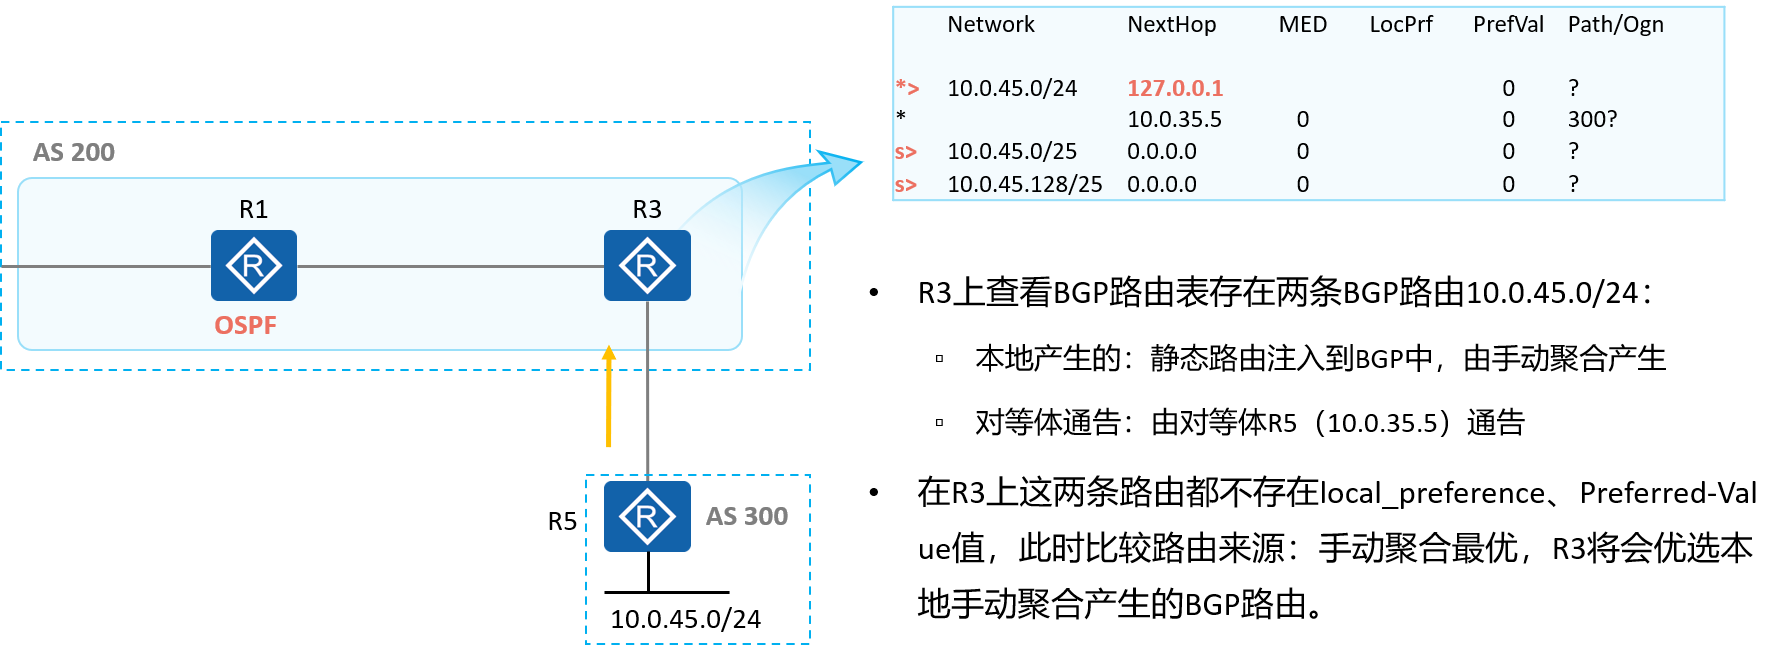 Network NextHop MED LocPrf PrefVal Path/Ogn
*> 10.0.45.0/24 127.0.0.1 0 ?
* 10.0.35.5 0 0 300?
s> 10.0.45.0/25 0.0.0.0 0 0 ?
s> 10.0.45.128/25 0.0.0.0 0 0 ?
AS 200
R1
R3
R
R
OSPF
R5
R
AS 300
10.0.45.0/24
• R3上查看BGP路由表存在两条BGP路由10.0.45.0/24：
▫ 本地产生的：静态路由注入到BGP中，由手动聚合产生
▫ 对等体通告：由对等体R5（10.0.35.5）通告
• 在R3上这两条路由都不存在local_preference、Preferred-Val
ue值，此时比较路由来源：手动聚合最优，R3将会优选本
地手动聚合产生的BGP路由。